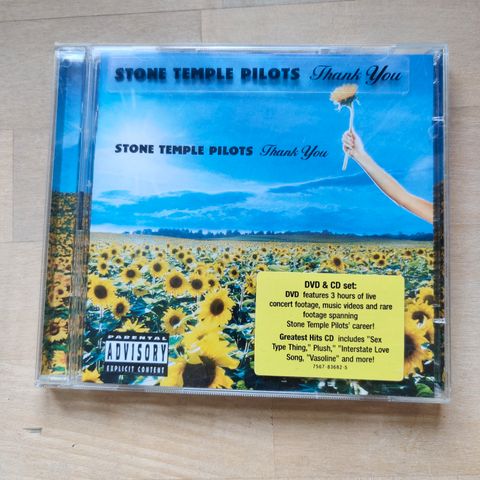 STONE TEMPLE PILOTS Thank You
STONE TEMPLE PILOTS Thank You
DVD & CD set:
DVD features 3 hours of live
concert footage, music videos and rare
footage spanning
Stone Temple Pilots' career!
Greatest Hits CD includes "Sex
Type Thing," Plush," "Interstate Love
Song, "Vasoline" and more!
7567-83682-5
PARENTAL
ADVISORY
EXPLICIT CONTENT